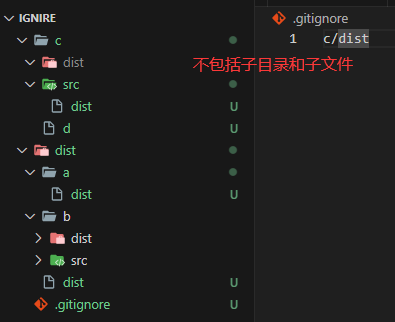 IGNIRE
c
dist
src
dist
U
d
U
dist
a
dist
U
b
dist
src
dist
U
.gitignore
U
.gitignore
1 c/dist
不包括子目录和子文件